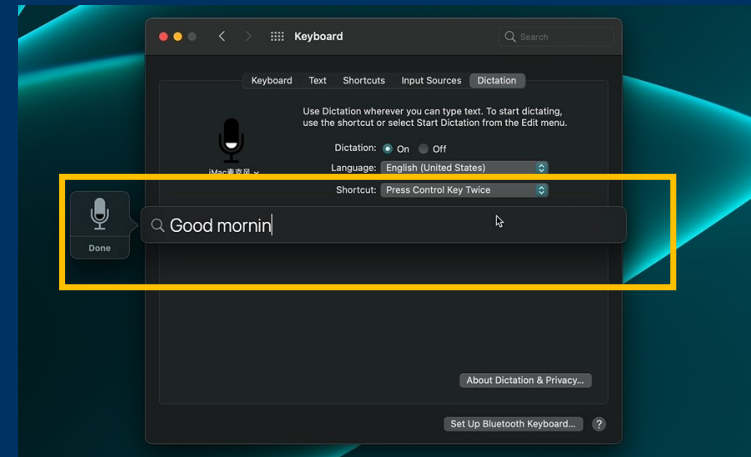 Keyboard
Search
Keyboard Text Shortcuts Input Sources Dictation
Use Dictation wherever you can type text. To start dictating,
use the shortcut or select Start Dictation from the Edit menu.
Dictation: On Off
iMac麦克风
Language: English (United States)
Shortcut: Press Control Key Twice
Good mornin
Done
About Dictation & Privacy...
Set Up Bluetooth Keyboard... ?